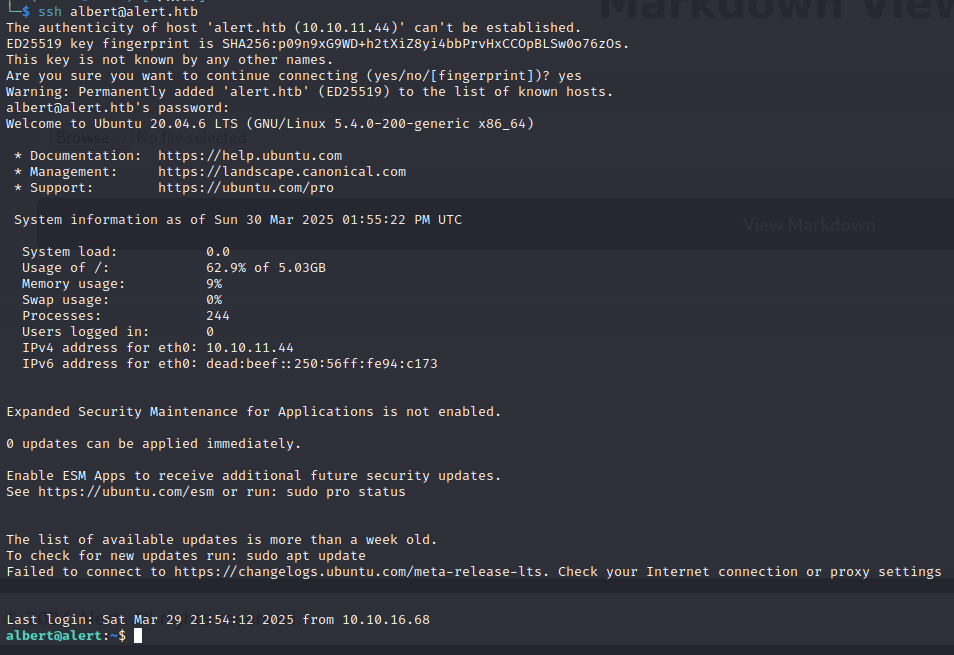 Markdown View
└─$ ssh albert@alert.htb
The authenticity of host 'alert.htb (10.10.11.44)' can't be established.
ED25519 key fingerprint is SHA256:p09n9xG9WD+h2tXiZ8yi4bbPrvHxCCOpBLSw0o76zOs.
This key is not known by any other names.
Are you sure you want to continue connecting (yes/no/[fingerprint])? yes
Warning: Permanently added 'alert.htb' (ED25519) to the list of known hosts.
albert@alert.htb's password:
Welcome to Ubuntu 20.04.6 LTS (GNU/Linux 5.4.0-200-generic x86_64)
Browse... No file selected.
 * Documentation:  https://help.ubuntu.com
 * Management:     https://landscape.canonical.com
 * Support:        https://ubuntu.com/pro
 System information as of Sun 30 Mar 2025 01:55:22 PM UTC
View Markdown
  System load:           0.0
  Usage of /:            62.9% of 5.03GB
  Memory usage:          9%
  Swap usage:            0%
  Processes:             244
  Users logged in:       0
  IPv4 address for eth0: 10.10.11.44
  IPv6 address for eth0: dead:beef::250:56ff:fe94:c173
Expanded Security Maintenance for Applications is not enabled.
0 updates can be applied immediately.
Enable ESM Apps to receive additional future security updates.
See https://ubuntu.com/esm or run: sudo pro status
The list of available updates is more than a week old.
To check for new updates run: sudo apt update
Failed to connect to https://changelogs.ubuntu.com/meta-release-lts. Check your Internet connection or proxy settings
Last login: Sat Mar 29 21:54:12 2025 from 10.10.16.68
albert@alert:~$